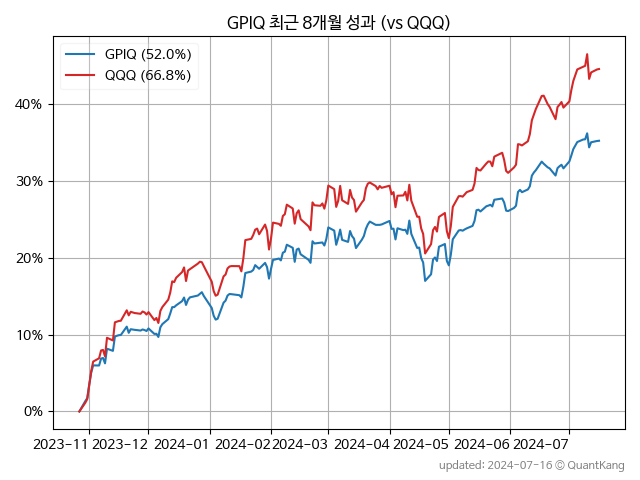 GPIQ 최근 8개월 성과 (vs QQQ)
GPIQ (52.0%)
QQQ (66.8%)
40%
30%
20%
10%
0%
2023-11 2023-12 2024-01 2024-02 2024-03 2024-04 2024-05 2024-06 2024-07
updated: 2024-07-16 © QuantKang